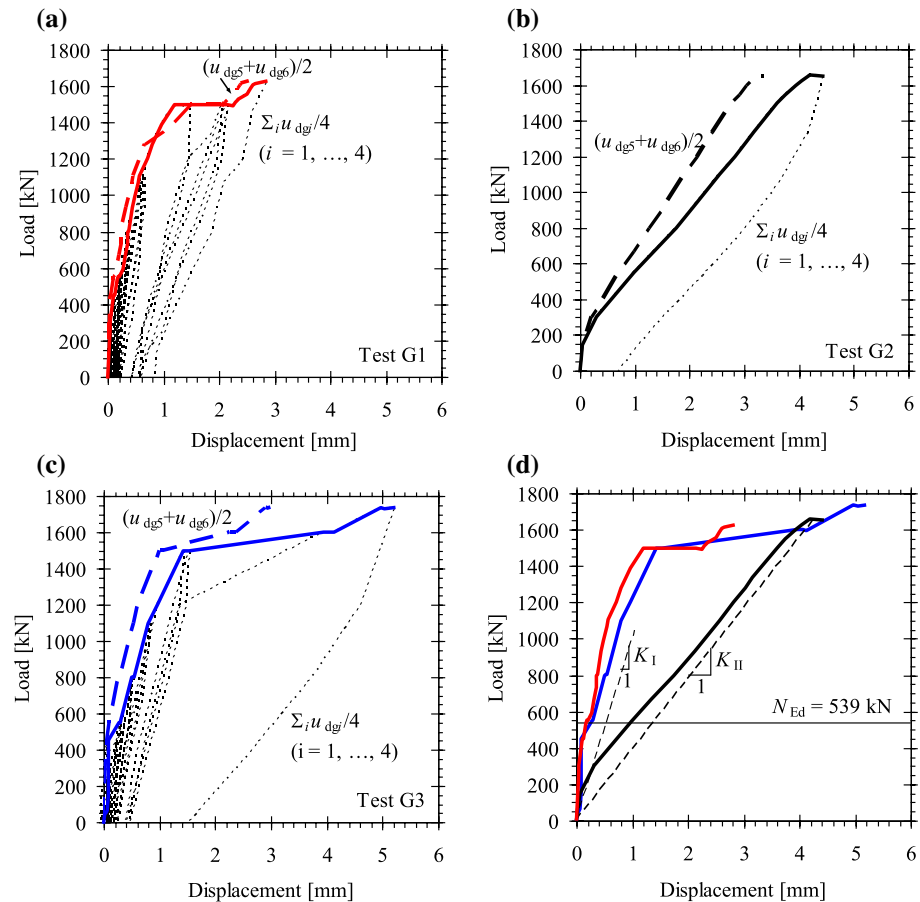 (a)
1800
1600
1400
1200
1000
800
600
400
200
0
Load [kN]
(u dg5+u dg6)/2
Σi u dgi/4
(i = 1, …, 4)
Test G1
0 1 2 3 4 5 6
Displacement [mm]
(b)
1800
1600
1400
1200
1000
800
600
400
200
0
Load [kN]
(u dg5+u dg6)/2
Σi u dgi/4
(i = 1, …, 4)
Test G2
0 1 2 3 4 5 6
Displacement [mm]
(c)
1800
1600
1400
1200
1000
800
600
400
200
0
Load [kN]
(u dg5+u dg6)/2
Σi u dgi/4
(i = 1, …, 4)
Test G3
0 1 2 3 4 5 6
Displacement [mm]
(d)
1800
1600
1400
1200
1000
800
600
400
200
0
Load [kN]
K I
1
K II
1
N Ed = 539 kN
0 1 2 3 4 5 6
Displacement [mm]